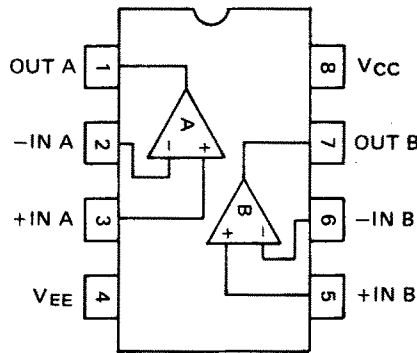 OUT A 1
8 VCC
A
-IN A 2
- +
7 OUT B
+IN A 3
B
6 -IN B
+ -
VEE 4
5 +IN B